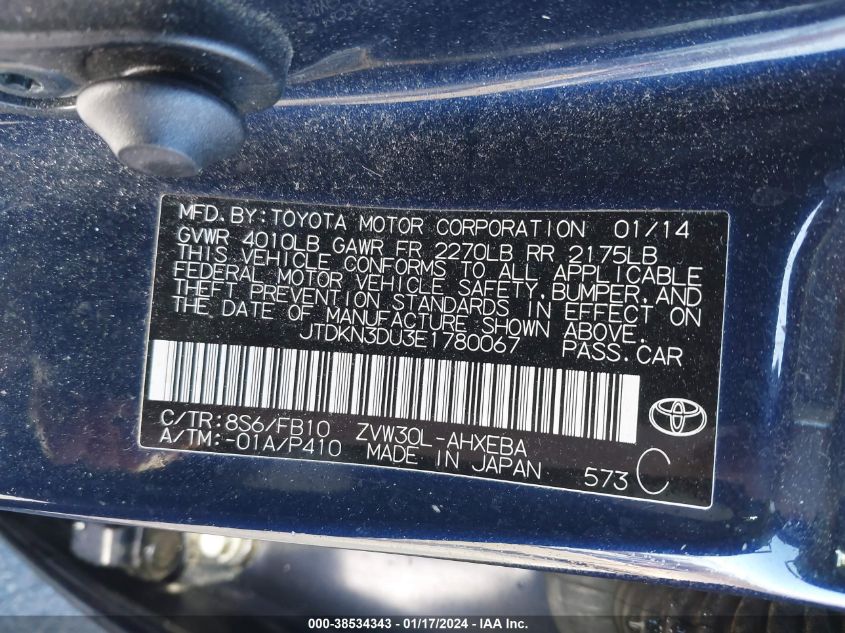 MFD.BY:TOYOTA MOTOR CORPORATION 01/14
GVWR 4010LB GAWR FR 2270LB RR 2175LB
THIS VEHICLE CONFORMS TO ALL APPLICABLE
FEDERAL MOTOR VEHICLE SAFETY,BUMPER,AND
THEFT PREVENTION STANDARDS IN EFFECT ON
THE DATE OF MANUFACTURE SHOWN ABOVE.
JTDKN3DU3E1780067 PASS.CAR
C/TR:8S6/FB10 ZVW30L-AHXEBA
A/TM:-01A/P410 MADE IN JAPAN 573 C
000-38534343 - 01/17/2024 - IAA Inc.